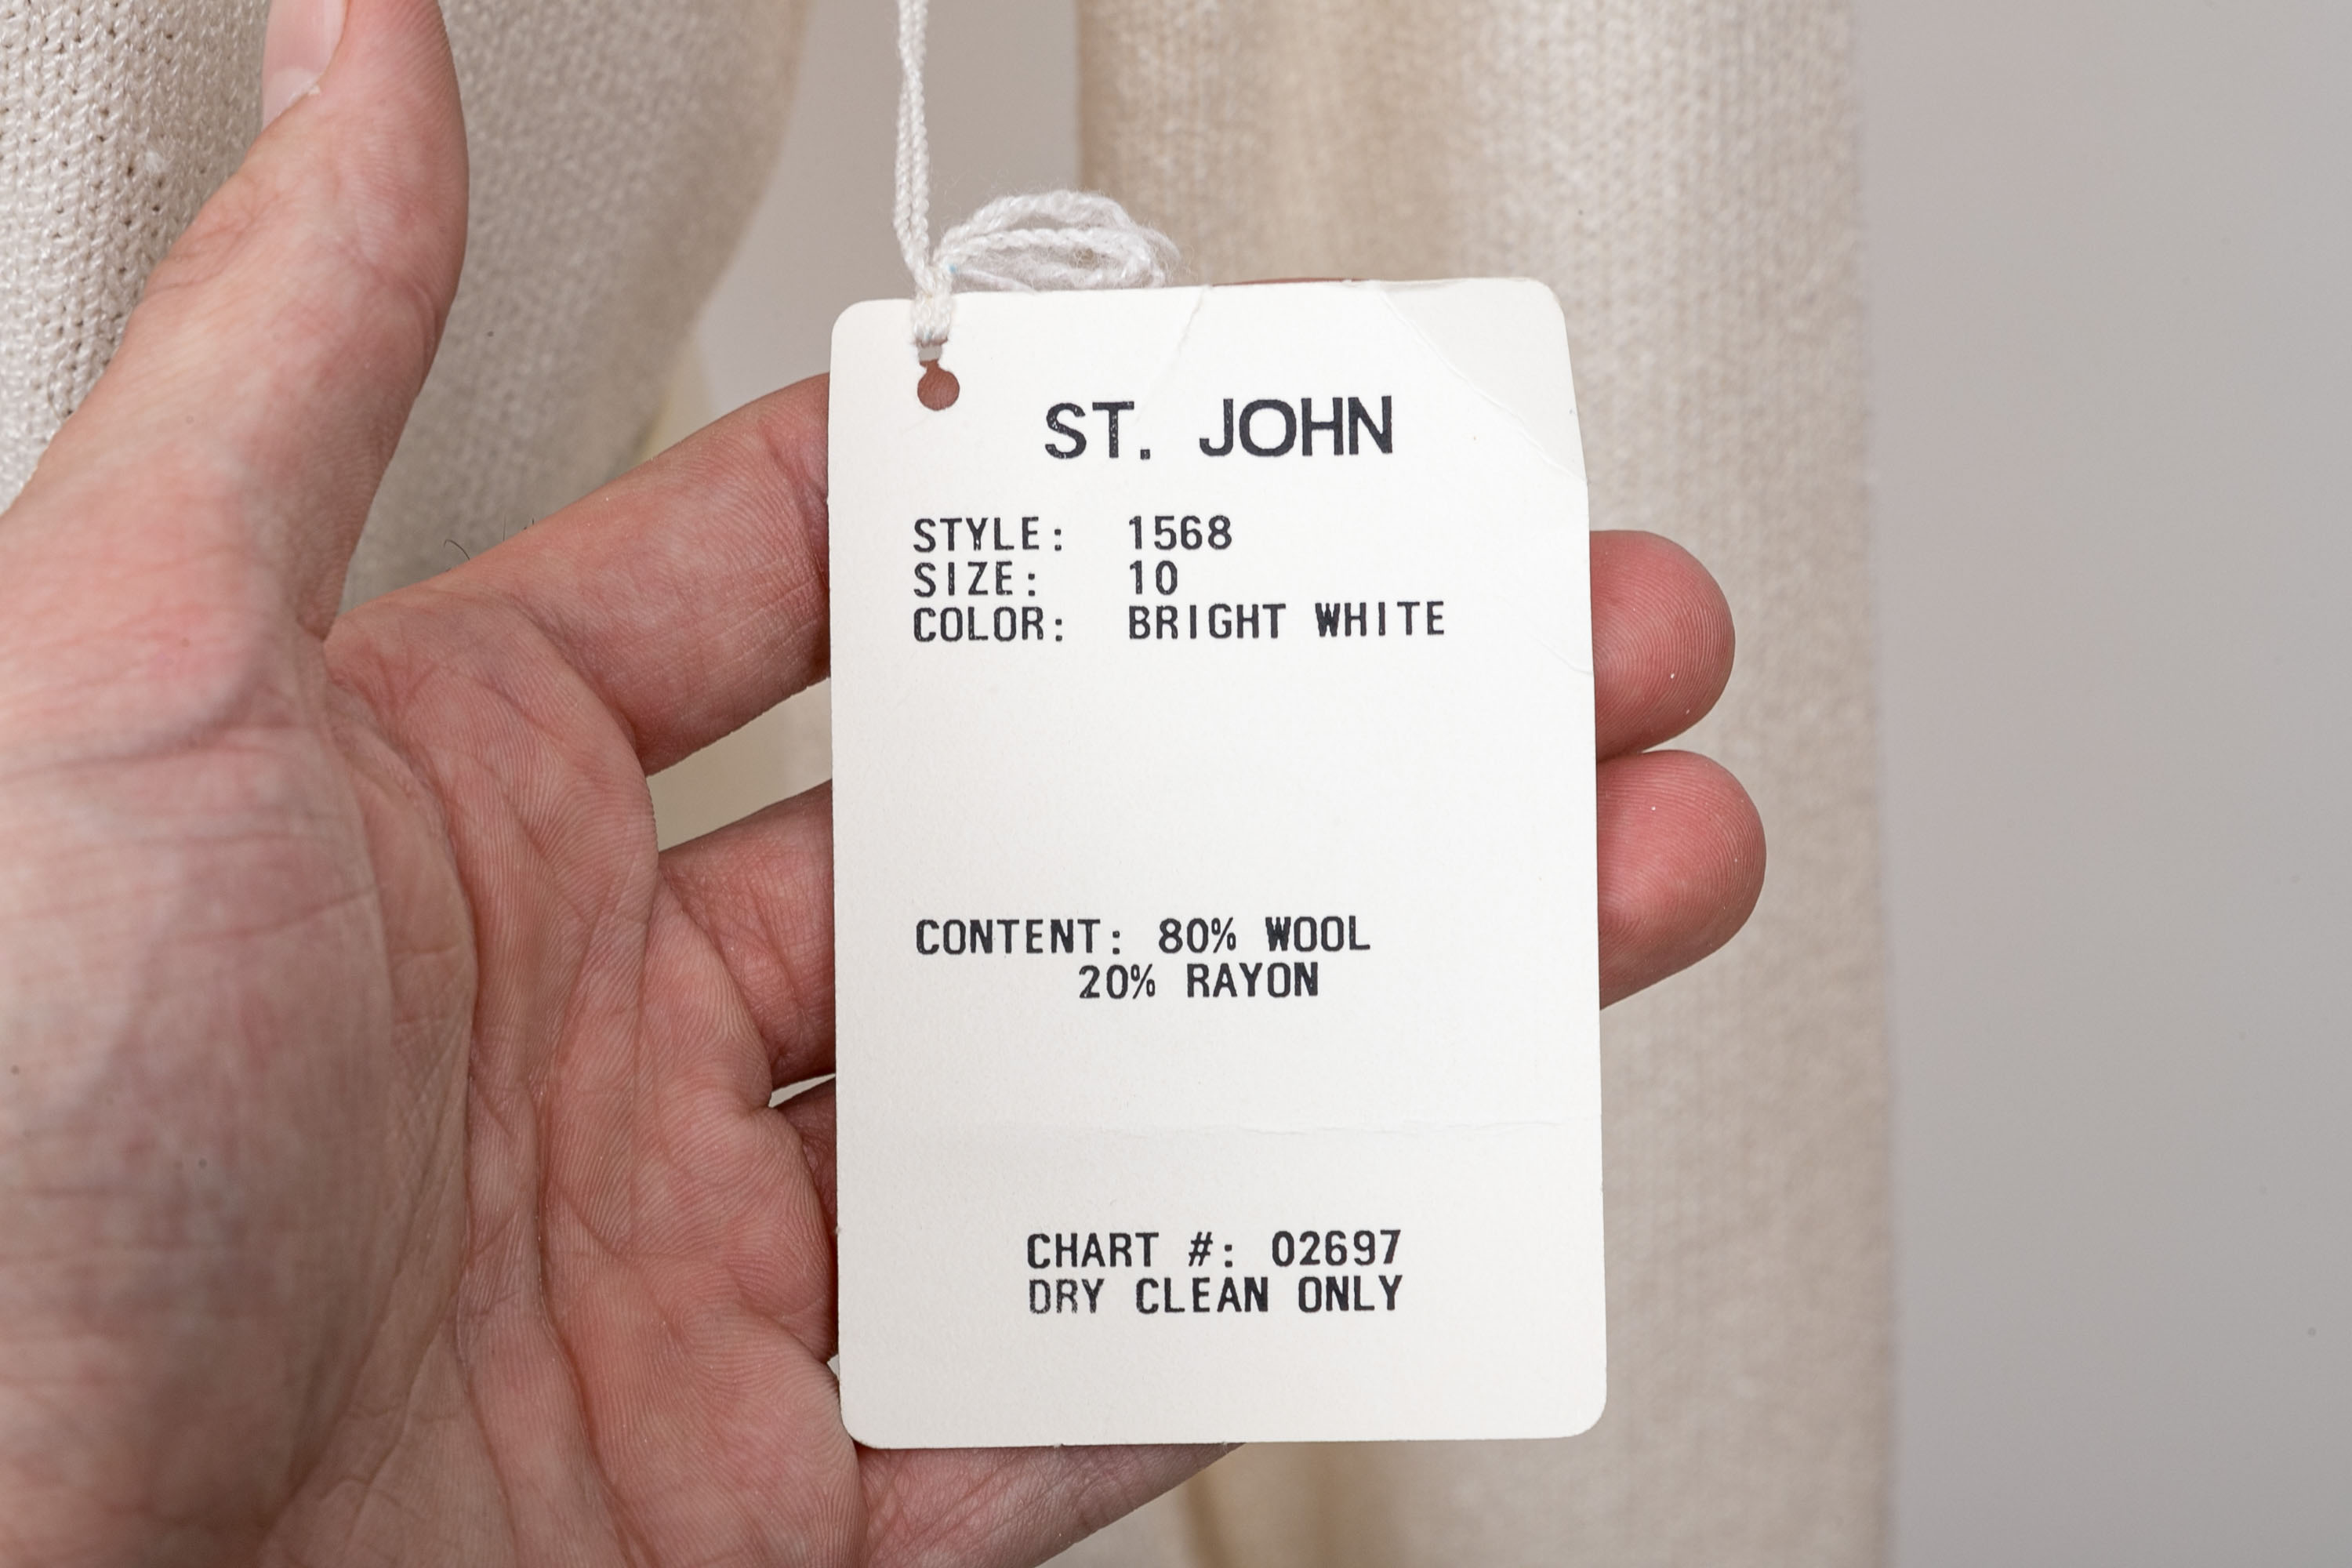 ST. JOHN
STYLE: 1568
SIZE: 10
COLOR: BRIGHT WHITE
CONTENT: 80% WOOL
20% RAYON
CHART #: 02697
DRY CLEAN ONLY